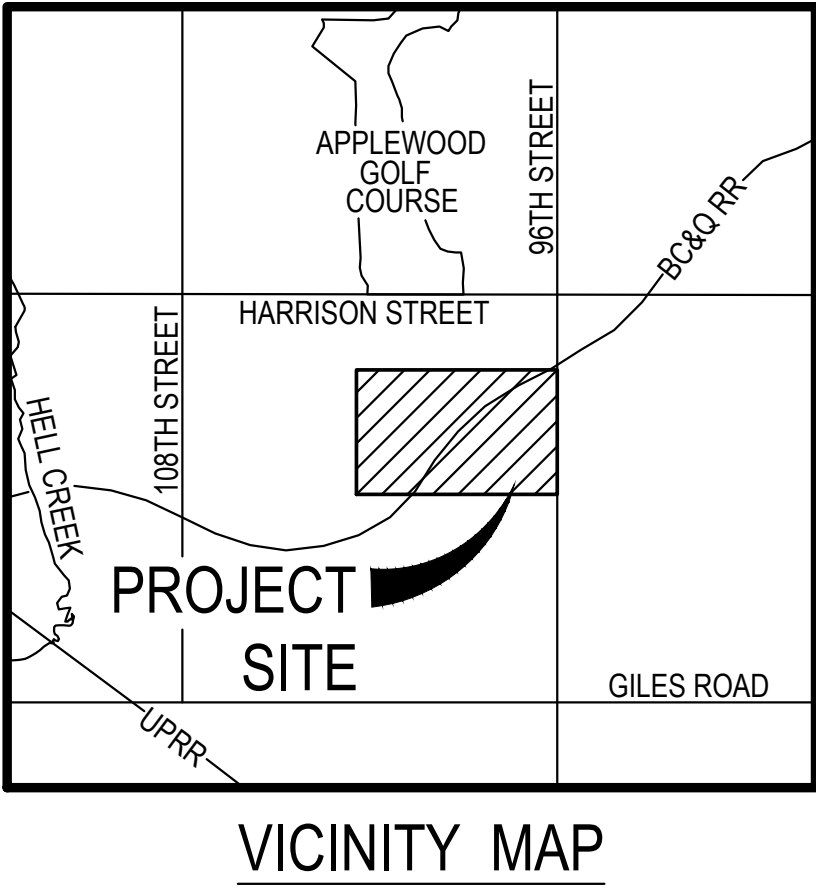 APPLEWOOD
GOLF
COURSE
96TH STREET
BC&Q RR
HARRISON STREET
108TH STREET
HELL CREEK
PROJECT
SITE
GILES ROAD
UPRR
VICINITY MAP